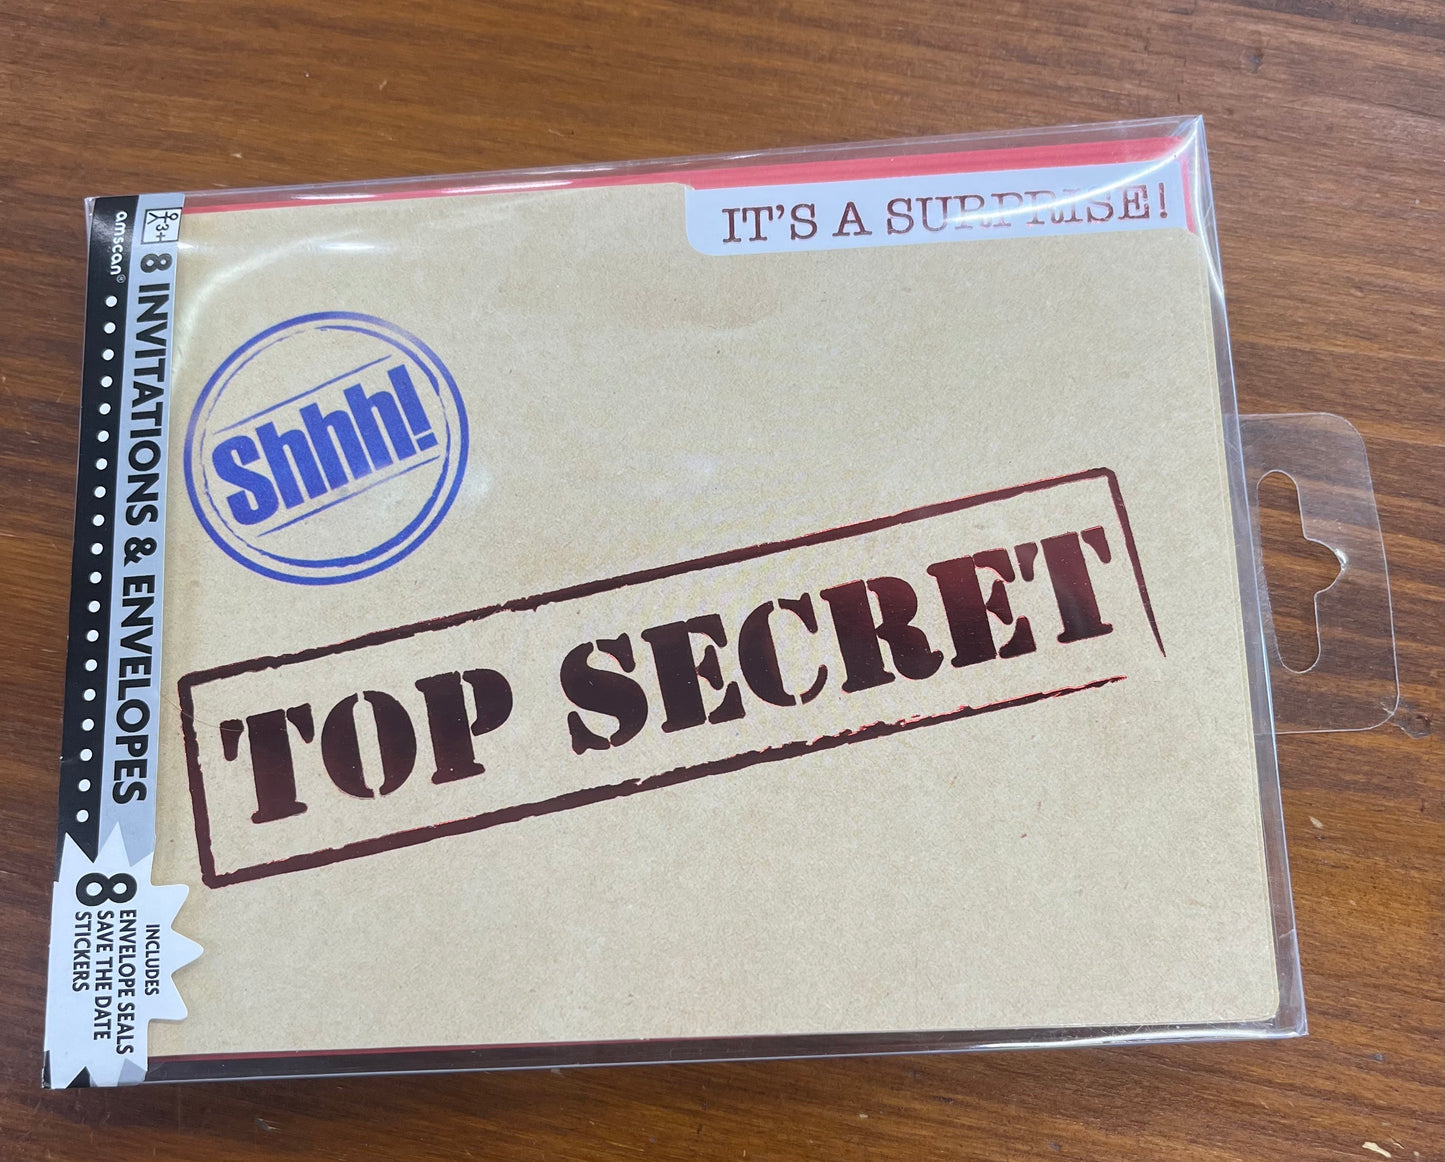 IT'S A SURPRISE!
Shhh!
TOP SECRET
amscan®
3+
8 INVITATIONS & ENVELOPES
INCLUDES
8 ENVELOPE SEALS
SAVE THE DATE
STICKERS